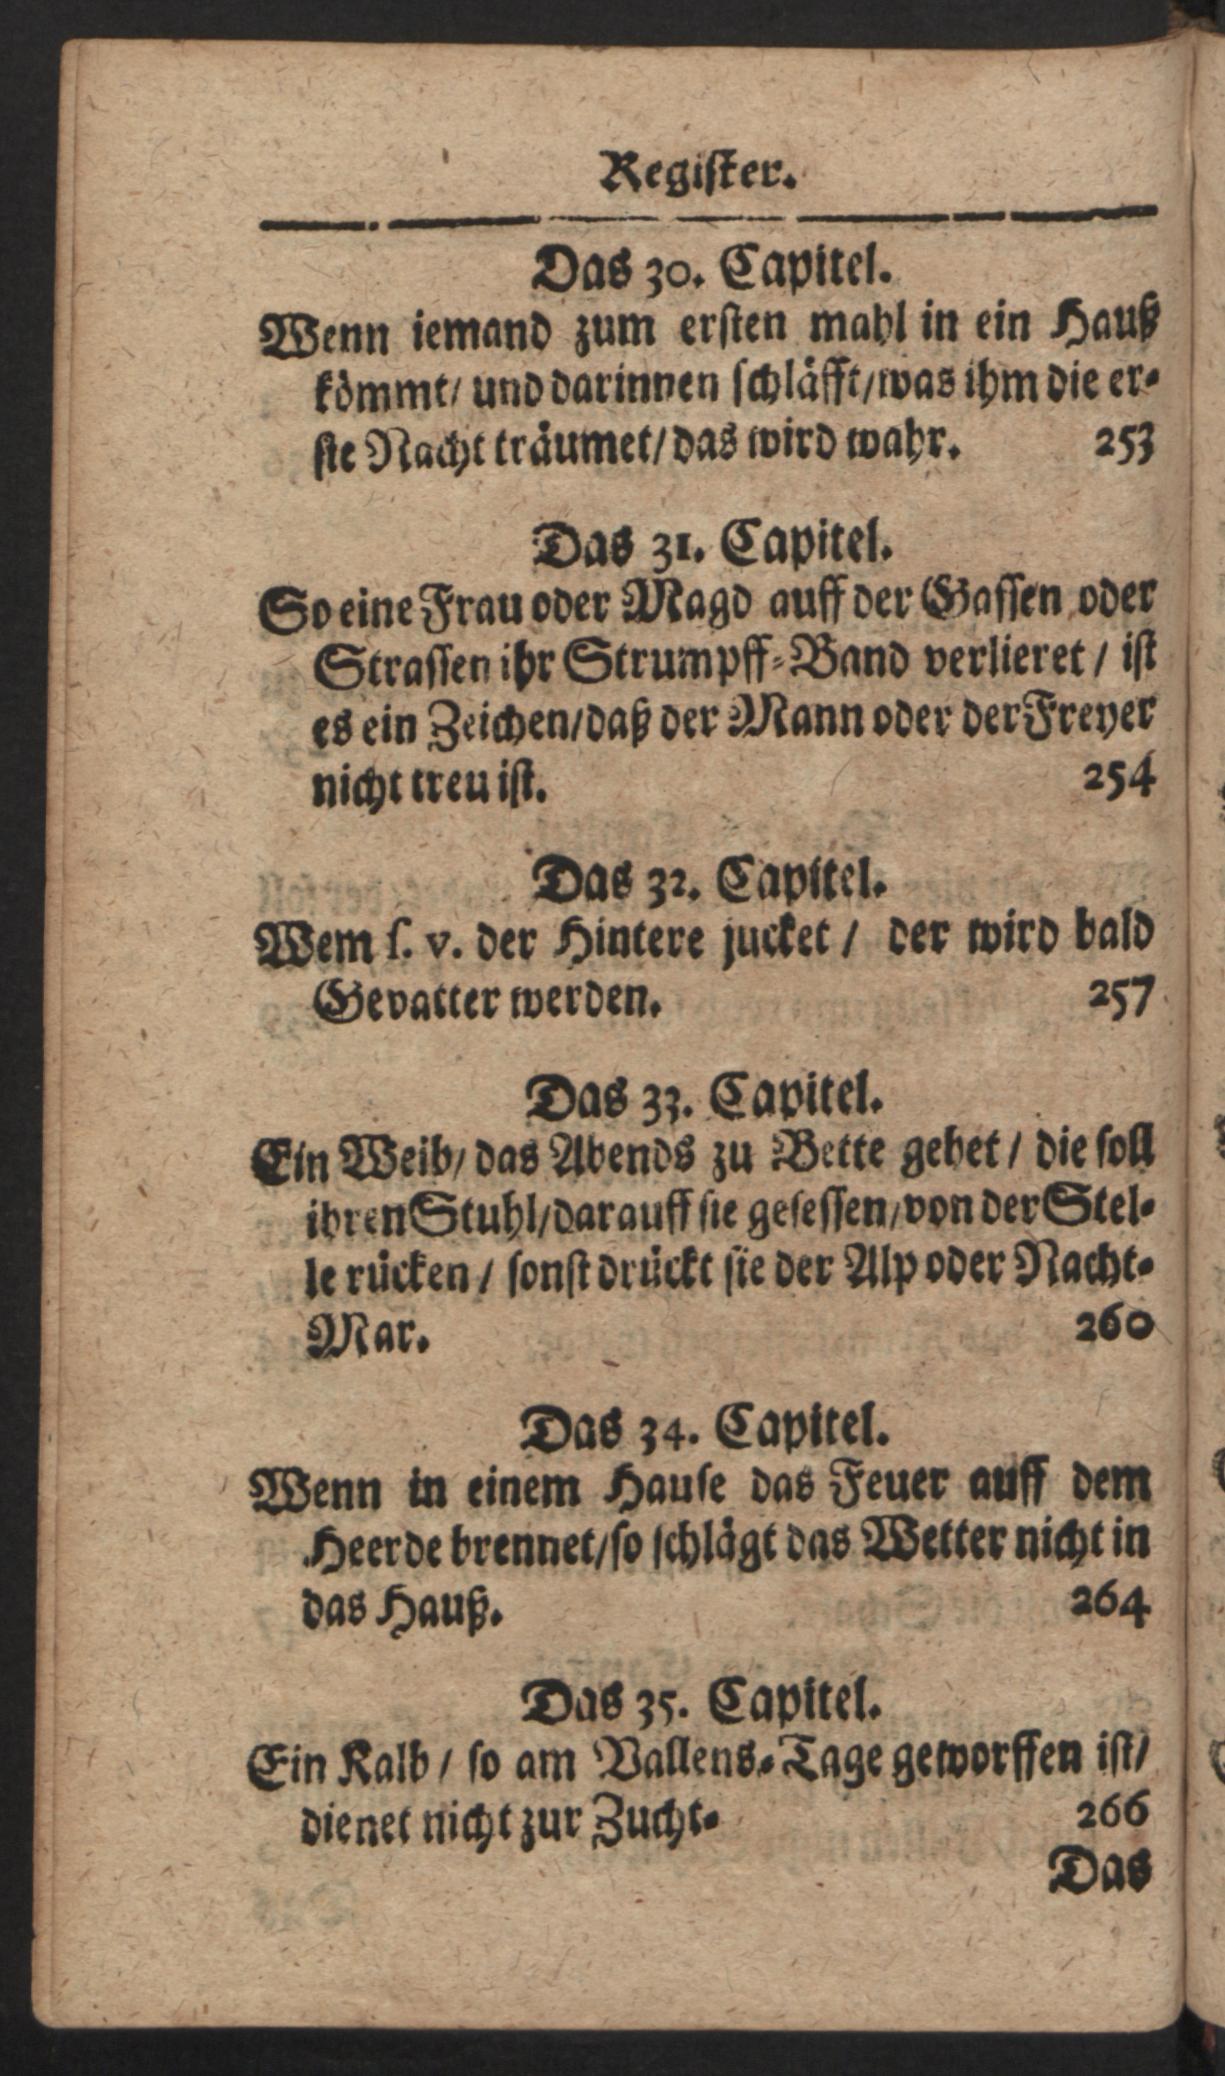 Register.
Das 30. Capitel.
Wenn iemand zum ersten mahl in ein Hauß
kömmt/ und darinnen schläfft/was ihm die er-
ste Nacht träumet/das wird wahr. 253
Das 31. Capitel.
So eine Frau oder Magd auff der Gassen oder
Strassen ihr Strumpff-Band verlieret / ist
es ein Zeichen/daß der Mann oder der Freyer
nicht treu ist. 254
Das 32. Capitel.
Wem s. v. der Hintere jucket / der wird bald
Gevatter werden. 257
Das 33. Capitel.
Ein Weib/ das Abends zu Bette gehet / die soll
ihren Stuhl/darauff sie gesessen/von der Stel-
le rücken / sonst drückt sie der Alp oder Nacht-
Mar. 260
Das 34. Capitel.
Wenn in einem Hause das Feuer auff dem
Heerde brennet/so schlägt das Wetter nicht in
das Hauß. 264
Das 35. Capitel.
Ein Kalb / so am Vallens-Tage geworffen ist/
dienet nicht zur Zucht. 266
Das